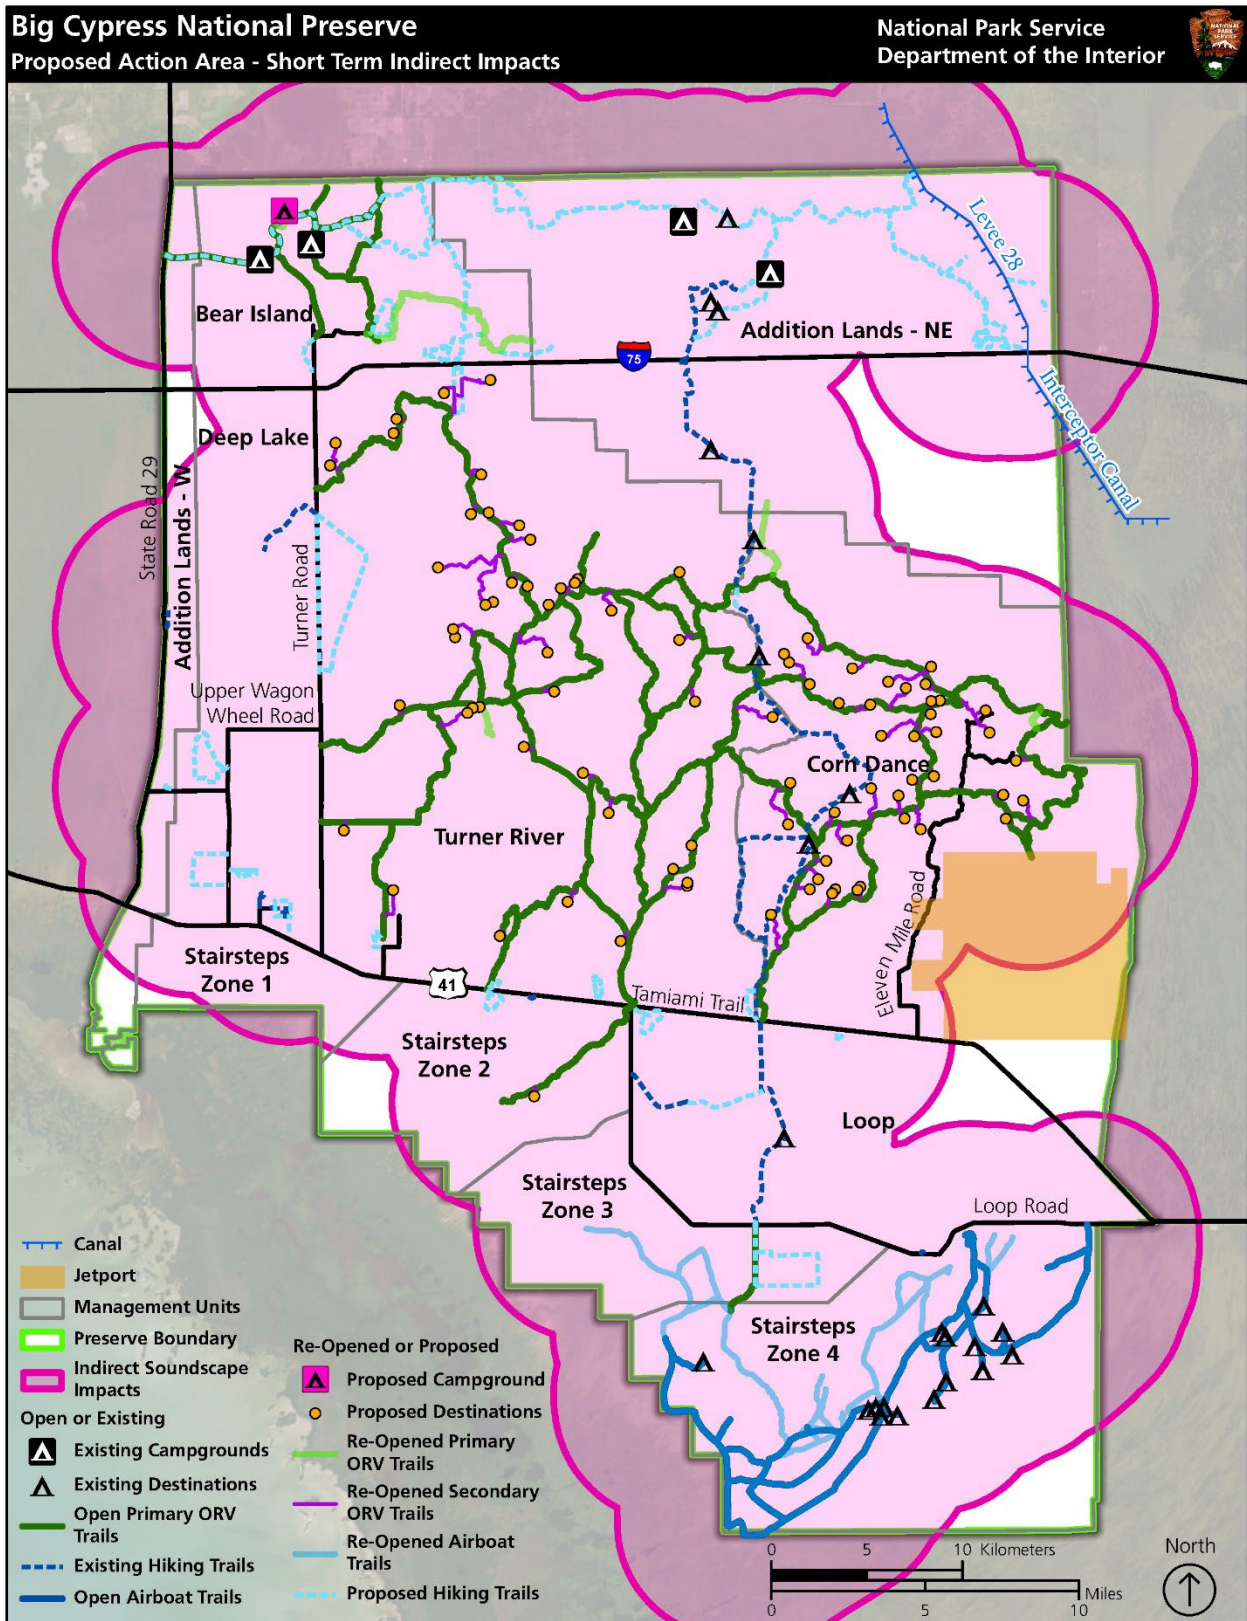 Big Cypress National Preserve
Proposed Action Area - Short Term Indirect Impacts
National Park Service
Department of the Interior
NATIONAL
PARK
SERVICE
Levee 28
Bear Island
Addition Lands - NE
75
Interceptor Canal
Deep Lake
State Road 29
Addition Lands - W
Turner Road
Upper Wagon
Wheel Road
Corn Dance
Turner River
Eleven Mile Road
Stairsteps
Zone 1
41
Tamiami Trail
Stairsteps
Zone 2
Loop
Stairsteps
Zone 3
Loop Road
Stairsteps
Zone 4
Canal
Jetport
Management Units
Preserve Boundary
Indirect Soundscape
Impacts
Open or Existing
Existing Campgrounds
Existing Destinations
Open Primary ORV
Trails
Existing Hiking Trails
Open Airboat Trails
Re-Opened or Proposed
Proposed Campground
Proposed Destinations
Re-Opened Primary
ORV Trails
Re-Opened Secondary
ORV Trails
Re-Opened Airboat
Trails
Proposed Hiking Trails
0 5 10 Kilometers
Miles
0 5 10
North